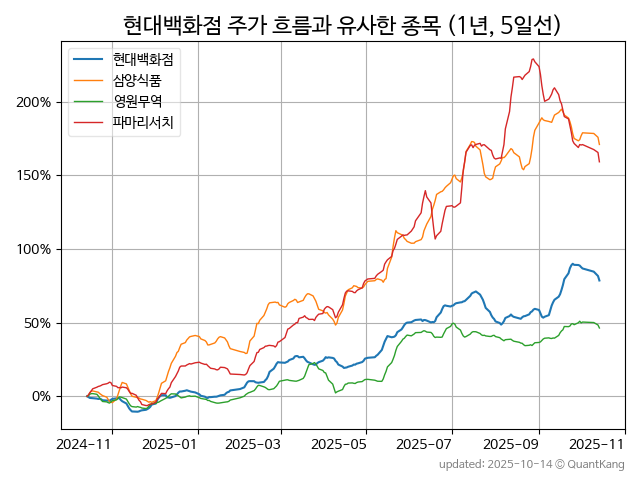 현대백화점 주가 흐름과 유사한 종목 (1년, 5일선)
현대백화점
삼양식품
영원무역
파마리서치
200%
150%
100%
50%
0%
2024-11 2025-01 2025-03 2025-05 2025-07 2025-09 2025-11
updated: 2025-10-14 © QuantKang